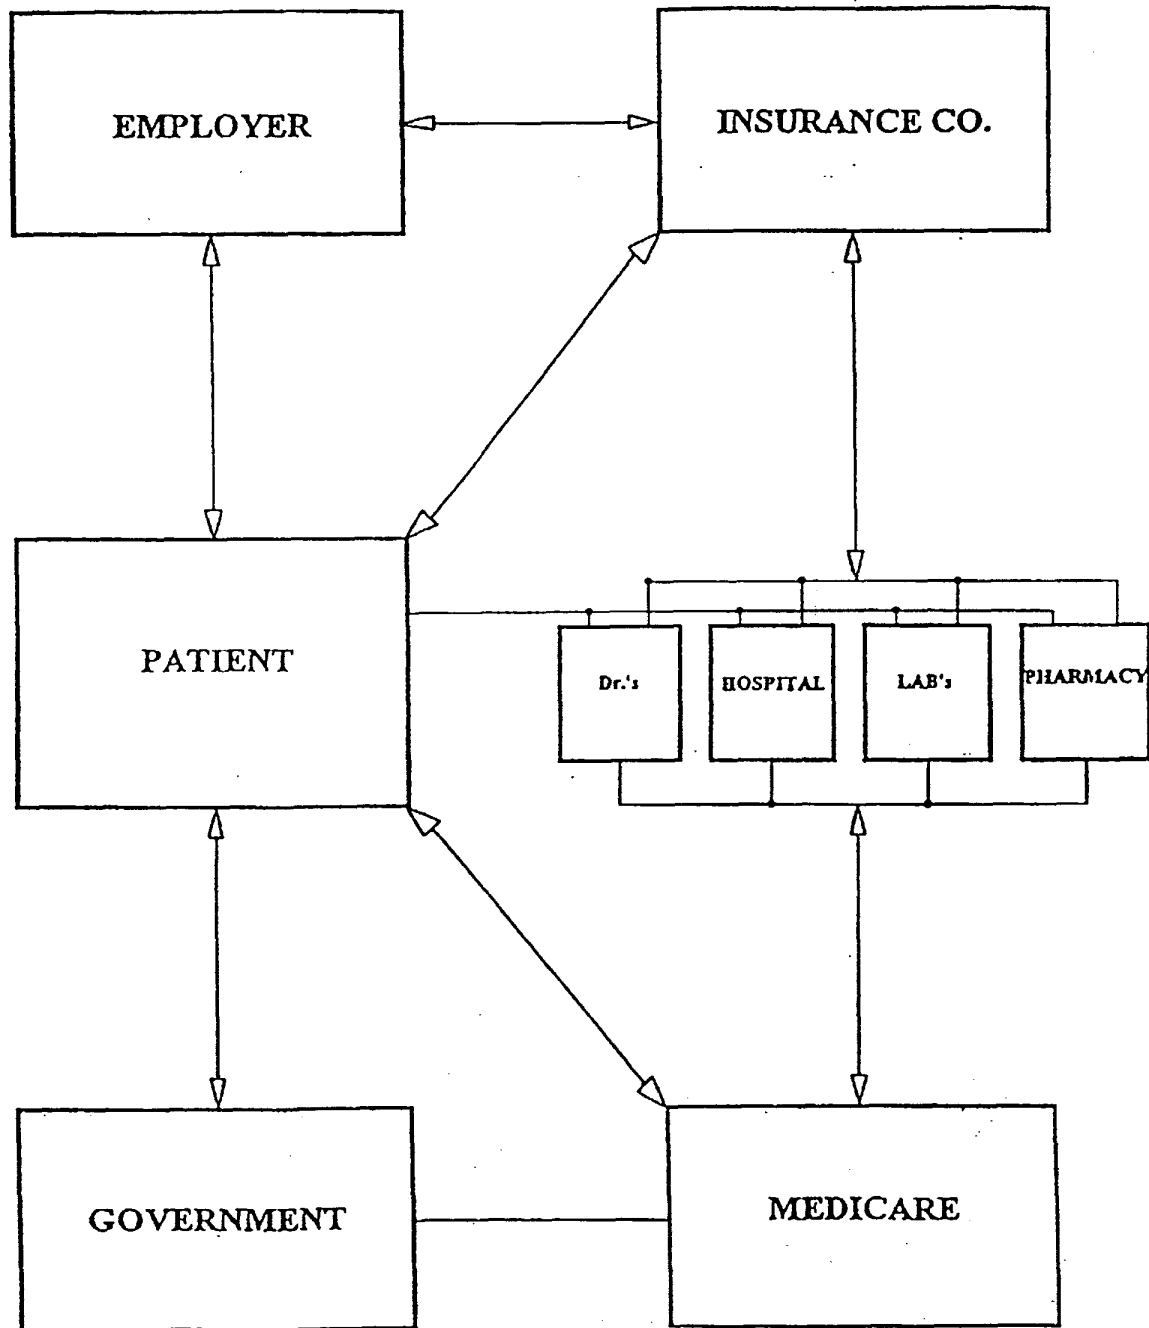 EMPLOYER
INSURANCE CO.
PATIENT
Dr.'s
HOSPITAL
LAB's
PHARMACY
GOVERNMENT
MEDICARE